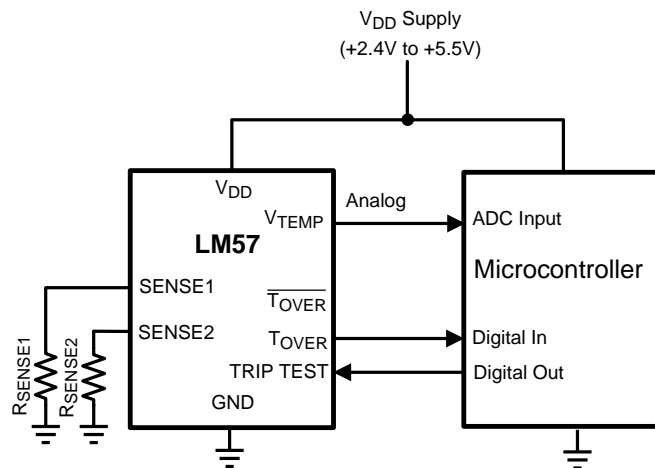 VDD Supply
(+2.4V to +5.5V)
VDD
VTEMP
Analog
ADC Input
LM57
Microcontroller
SENSE1
TOVER
SENSE2
TOVER
Digital In
TRIP TEST
Digital Out
GND
RSENSE1
RSENSE2